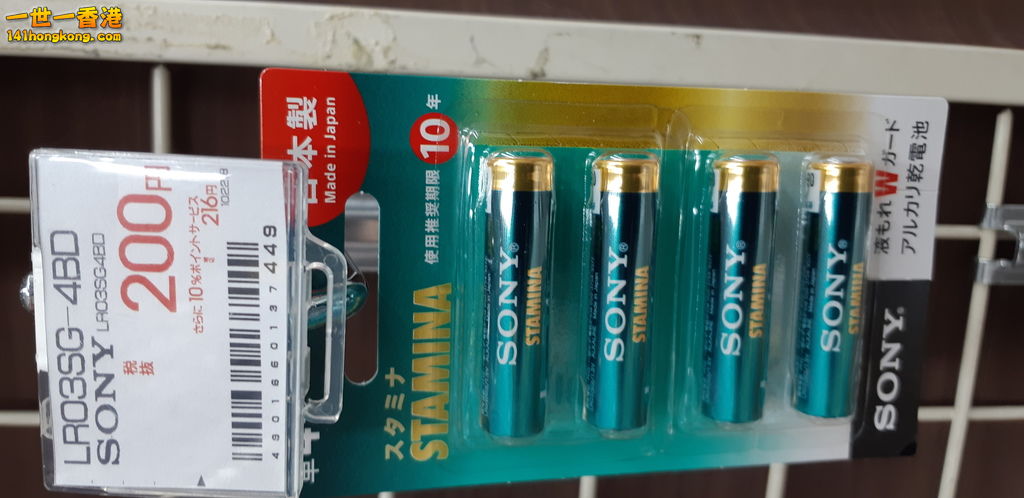 一世一香港
141hongkong.com
LR03SG-4BD
SONY LR03SG4BD
税抜 200円
さらに10%ポイントサービス
216円
1022.8
4901660137449
日本製
Made in Japan
使用推奨期限 10年
スタミナ
STAMINA
SONY®
STAMINA
SONY®
STAMINA
SONY®
STAMINA
SONY®
STAMINA
液もれWガード
アルカリ乾電池
SONY